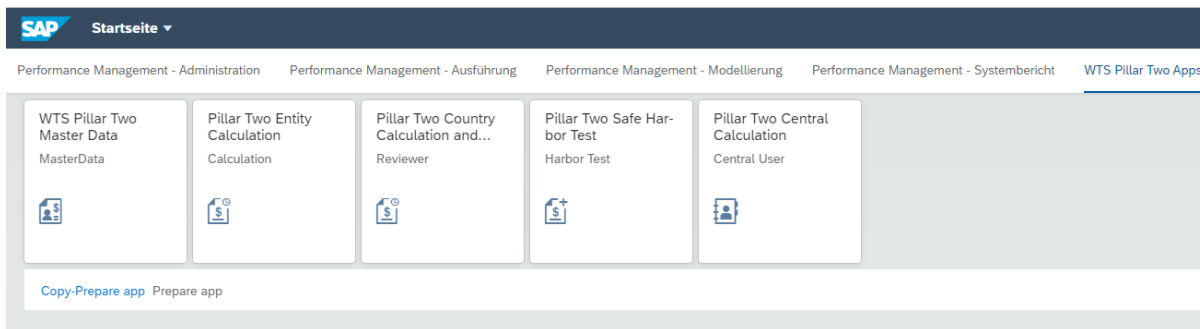 SAP Startseite
Performance Management - Administration Performance Management - Ausführung Performance Management - Modellierung Performance Management - Systembericht WTS Pillar Two Apps
WTS Pillar Two
Master Data
MasterData
Pillar Two Entity
Calculation
Calculation
Pillar Two Country
Calculation and...
Reviewer
Pillar Two Safe Har-
bor Test
Harbor Test
Pillar Two Central
Calculation
Central User
Copy-Prepare app Prepare app